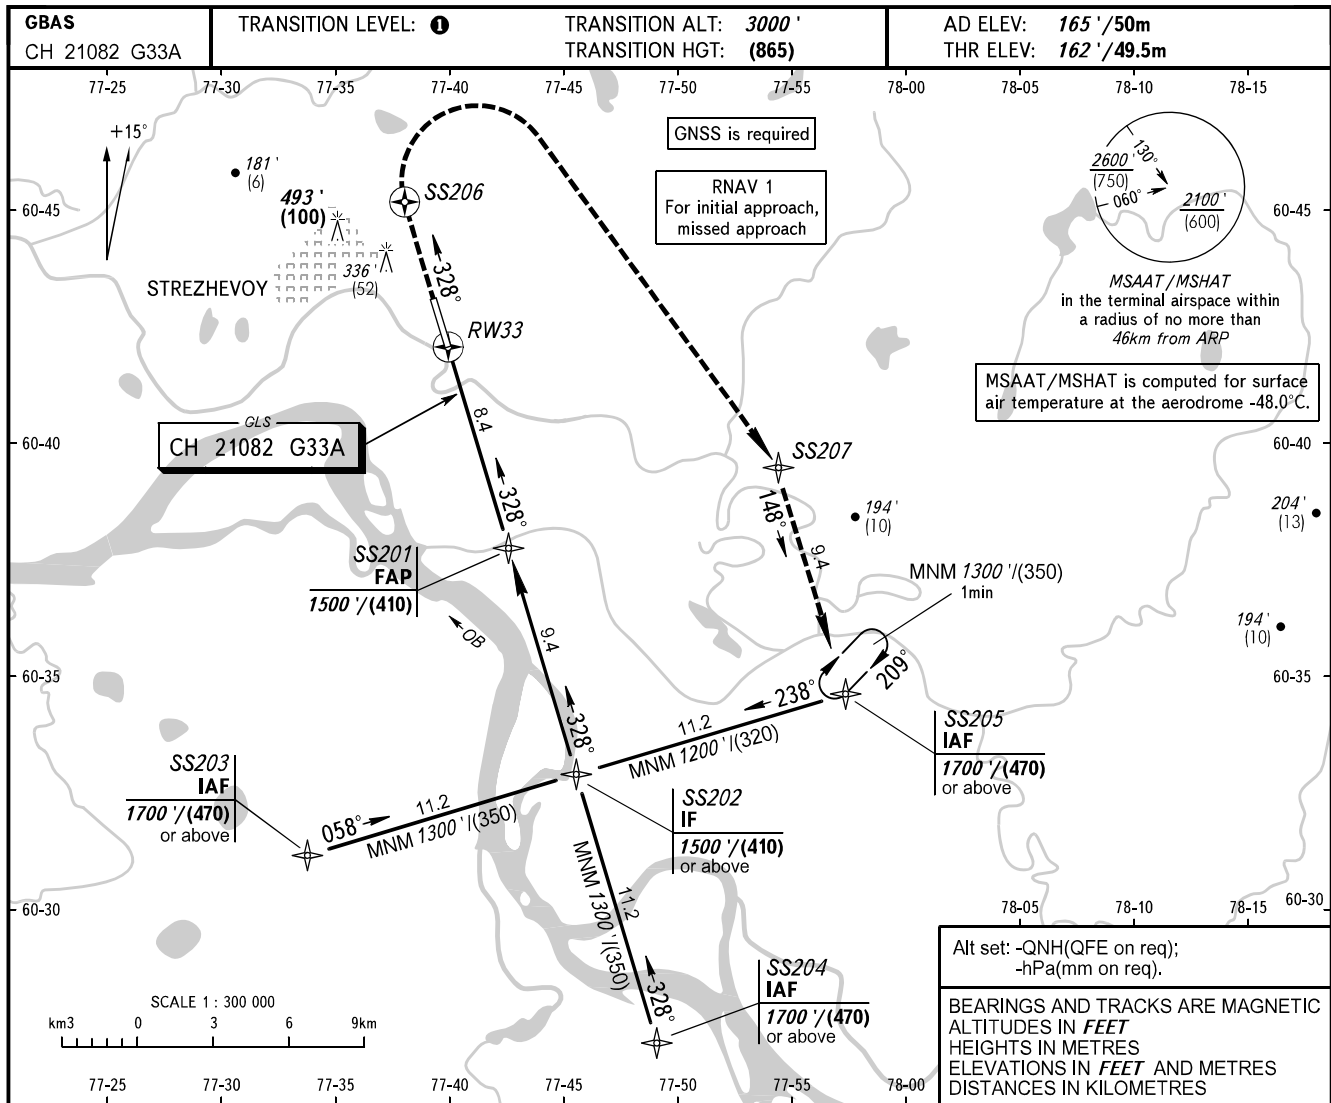 GBAS
CH 21082 G33A
TRANSITION LEVEL: ❶
TRANSITION ALT: 3000 '
TRANSITION HGT: (865)
AD ELEV: 165 '/50m
THR ELEV: 162 '/49.5m
77-25 77-30 77-35 77-40 77-45 77-50 77-55 78-00 78-05 78-10 78-15
+15°
181 '
(6)
493 '
(100)
336 '
(52)
STREZHEVOY
SS206
328°
RW33
GNSS is required
RNAV 1
For initial approach,
missed approach
2600 '
(750)
130°
060°
2100 '
(600)
60-45
60-45
MSAAT/MSHAT
in the terminal airspace within
a radius of no more than
46km from ARP
MSAAT/MSHAT is computed for surface
air temperature at the aerodrome -48.0°C.
GLS
CH 21082 G33A
8.4
328°
60-40
60-40
SS207
148°
9.4
194 '
(10)
204 '
(13)
SS201
FAP
1500 '/(410)
OB
9.4
328°
MNM 1300 '/(350)
1min
209°
194 '
(10)
60-35
60-35
238°
11.2
MNM 1200 '/(320)
SS205
IAF
1700 '/(470)
or above
SS203
IAF
1700 '/(470)
or above
058°
11.2
MNM 1300 '/(350)
SS202
IF
1500 '/(410)
or above
11.2
MNM 1300 '/(350)
328°
SS204
IAF
1700 '/(470)
or above
60-30
78-05 78-10 78-15 60-30
SCALE 1 : 300 000
km3 0 3 6 9km
77-25 77-30 77-35 77-40 77-45 77-50 77-55 78-00
Alt set: -QNH(QFE on req);
-hPa(mm on req).
BEARINGS AND TRACKS ARE MAGNETIC
ALTITUDES IN FEET
HEIGHTS IN METRES
ELEVATIONS IN FEET AND METRES
DISTANCES IN KILOMETRES